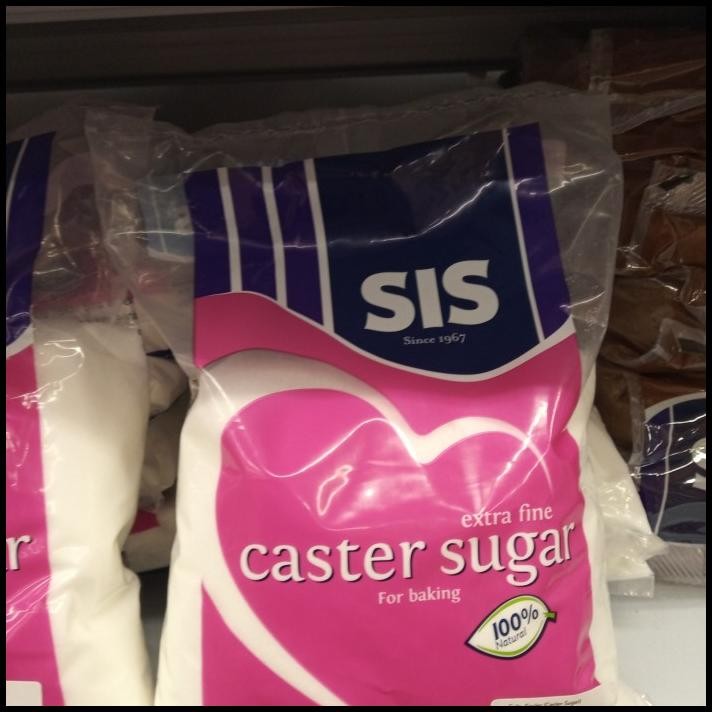 SIS
Since 1967
extra fine
caster sugar
For baking
100%
Natural
r